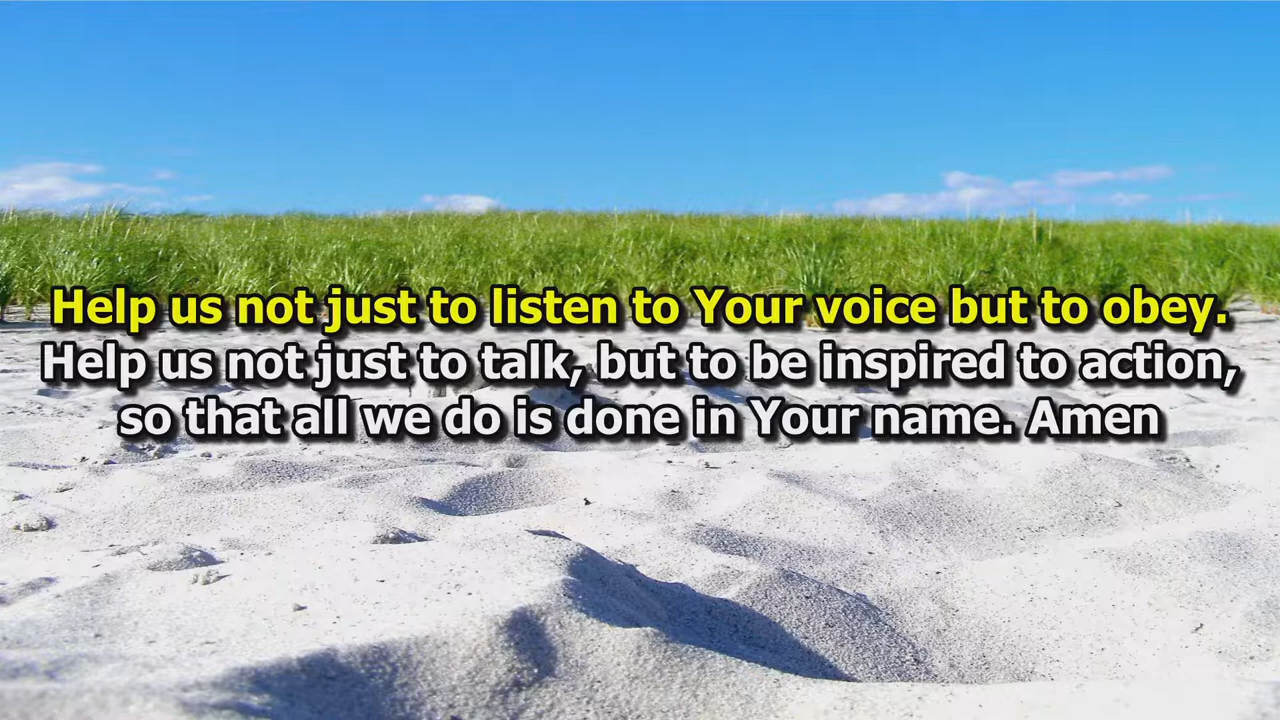 Help us not just to listen to Your voice but to obey.
Help us not just to talk, but to be inspired to action,
so that all we do is done in Your name. Amen